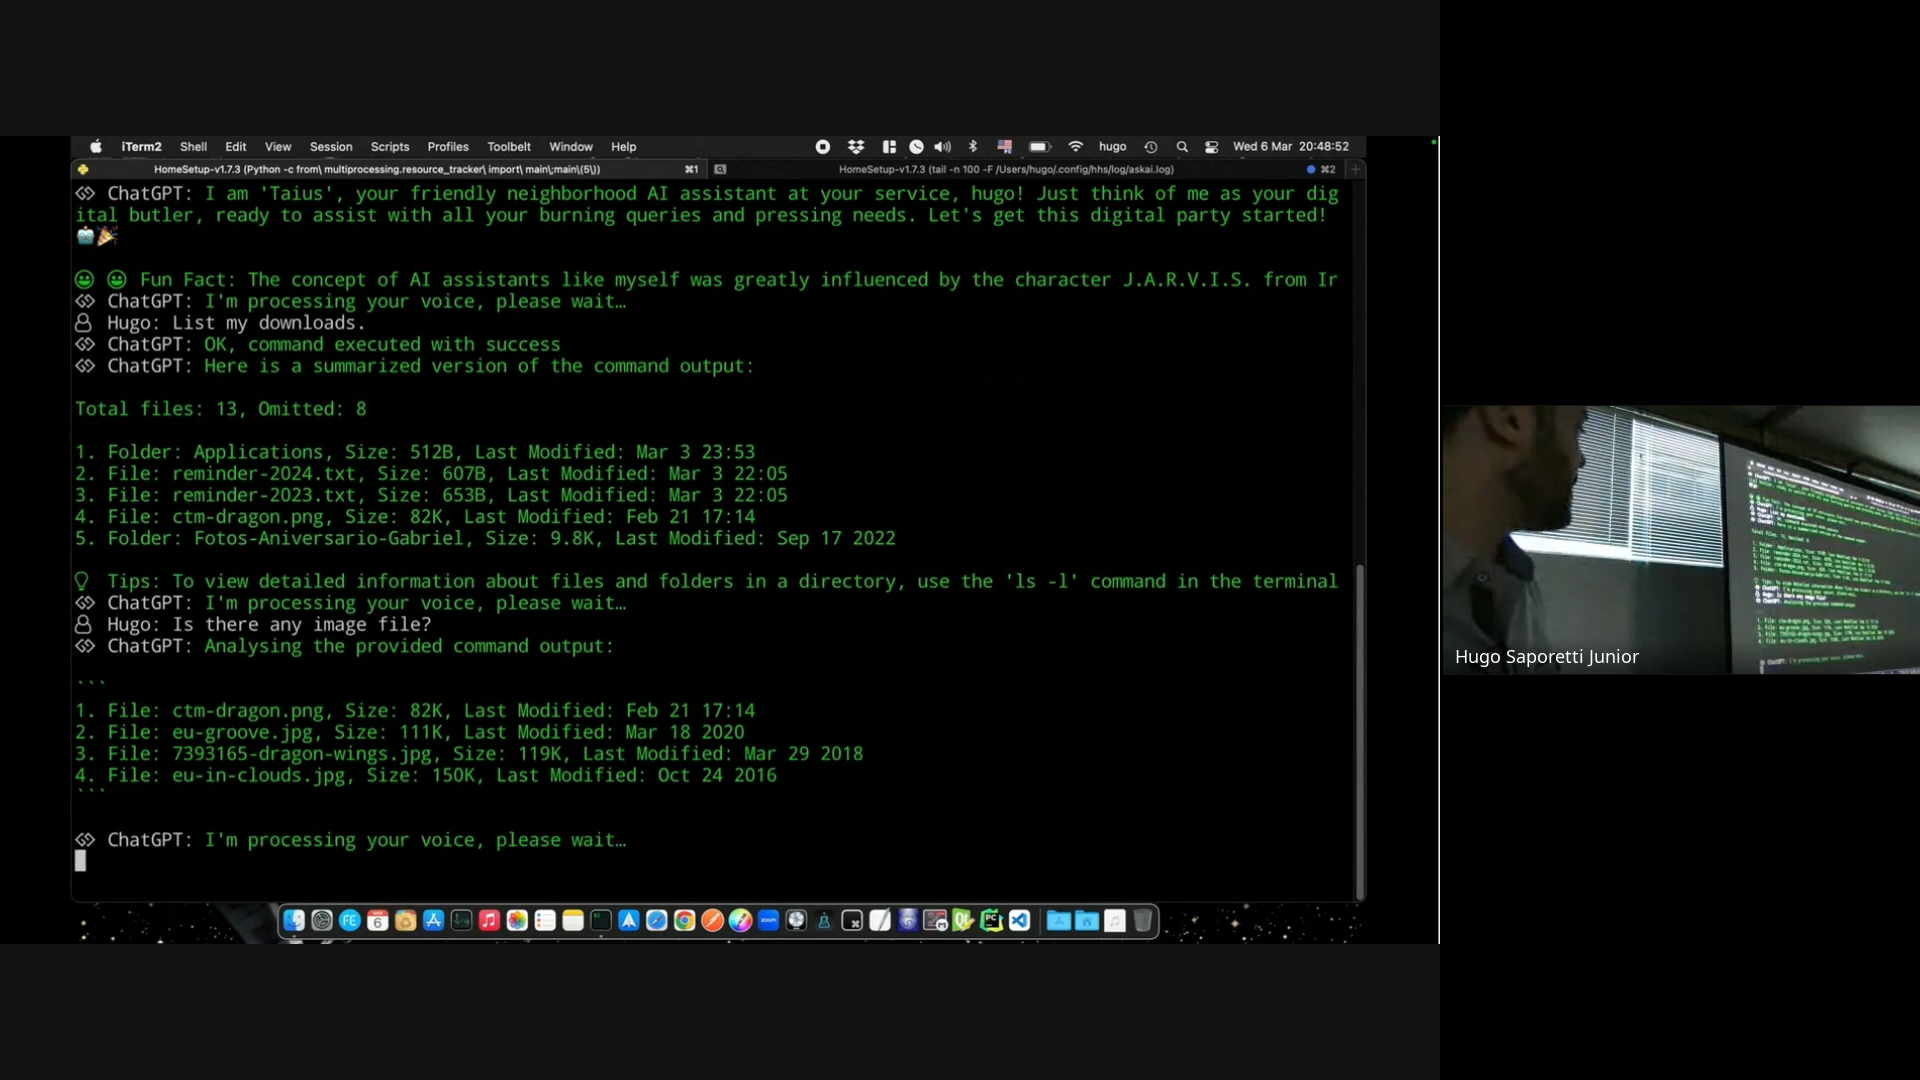 iTerm2 Shell Edit View Session Scripts Profiles Toolbelt Window Help hugo Wed 6 Mar 20:48:52
HomeSetup-v1.7.3 (Python -c from\ multiprocessing.resource_tracker\ import\ main\;main\(5\)) ⌘1 HomeSetup-v1.7.3 (tail -n 100 -F /Users/hugo/.config/hhs/log/askai.log) ⌘2
ChatGPT: I am 'Taius', your friendly neighborhood AI assistant at your service, hugo! Just think of me as your dig
ital butler, ready to assist with all your burning queries and pressing needs. Let's get this digital party started!
🤖🎉
😀 😀 Fun Fact: The concept of AI assistants like myself was greatly influenced by the character J.A.R.V.I.S. from Ir
ChatGPT: I'm processing your voice, please wait…
Hugo: List my downloads.
ChatGPT: OK, command executed with success
ChatGPT: Here is a summarized version of the command output:
Total files: 13, Omitted: 8
1. Folder: Applications, Size: 512B, Last Modified: Mar 3 23:53
2. File: reminder-2024.txt, Size: 607B, Last Modified: Mar 3 22:05
3. File: reminder-2023.txt, Size: 653B, Last Modified: Mar 3 22:05
4. File: ctm-dragon.png, Size: 82K, Last Modified: Feb 21 17:14
5. Folder: Fotos-Aniversario-Gabriel, Size: 9.8K, Last Modified: Sep 17 2022
Tips: To view detailed information about files and folders in a directory, use the 'ls -l' command in the terminal
ChatGPT: I'm processing your voice, please wait…
Hugo: Is there any image file?
ChatGPT: Analysing the provided command output:
```
1. File: ctm-dragon.png, Size: 82K, Last Modified: Feb 21 17:14
2. File: eu-groove.jpg, Size: 111K, Last Modified: Mar 18 2020
3. File: 7393165-dragon-wings.jpg, Size: 119K, Last Modified: Mar 29 2018
4. File: eu-in-clouds.jpg, Size: 150K, Last Modified: Oct 24 2016
```
ChatGPT: I'm processing your voice, please wait…
Hugo Saporetti Junior